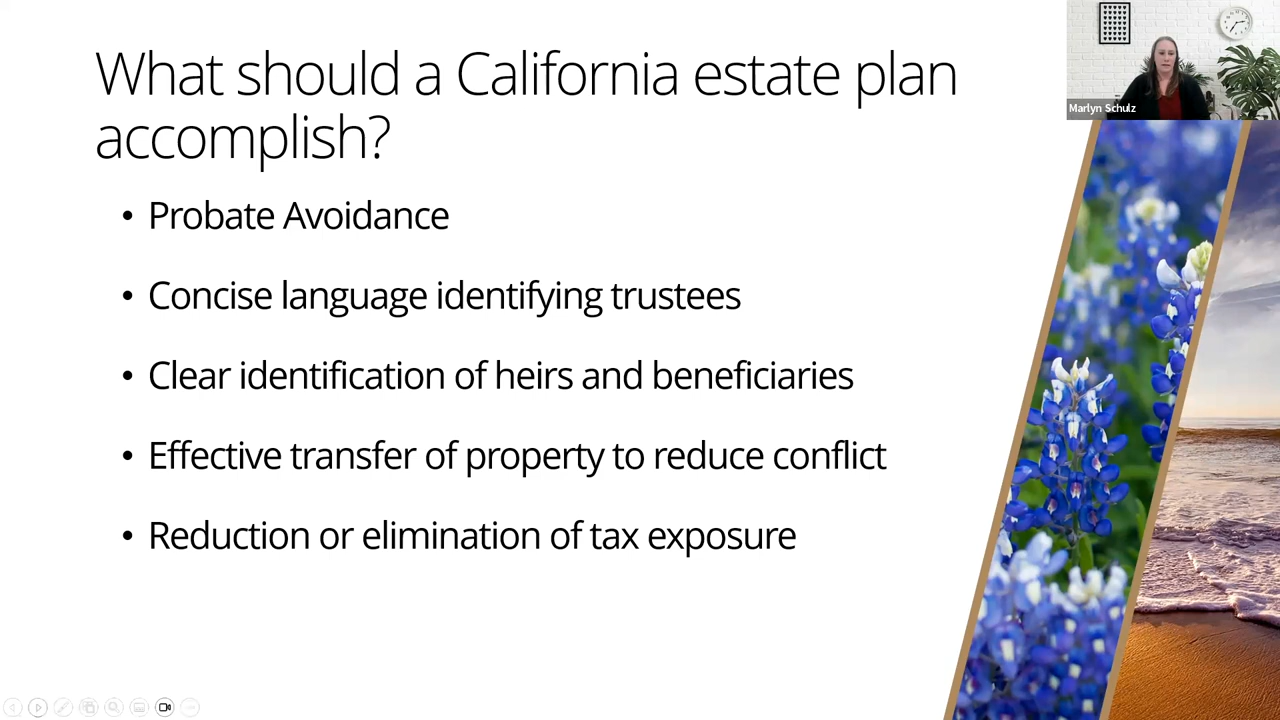 What should a California estate plan
accomplish?
• Probate Avoidance
• Concise language identifying trustees
• Clear identification of heirs and beneficiaries
• Effective transfer of property to reduce conflict
• Reduction or elimination of tax exposure
Marlyn Schulz